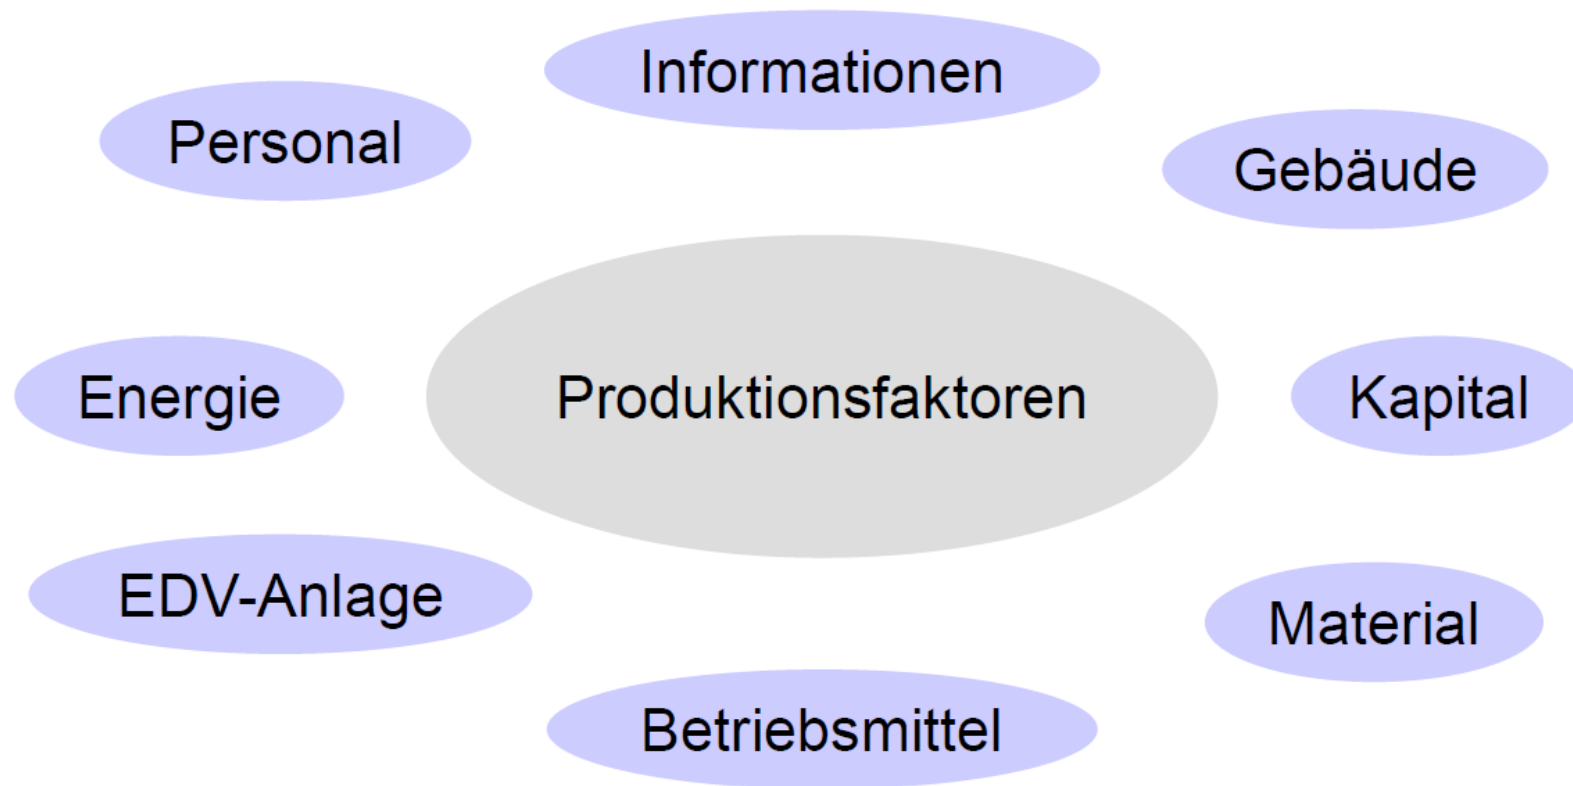 Informationen
Personal
Gebäude
Energie
Produktionsfaktoren
Kapital
EDV-Anlage
Material
Betriebsmittel